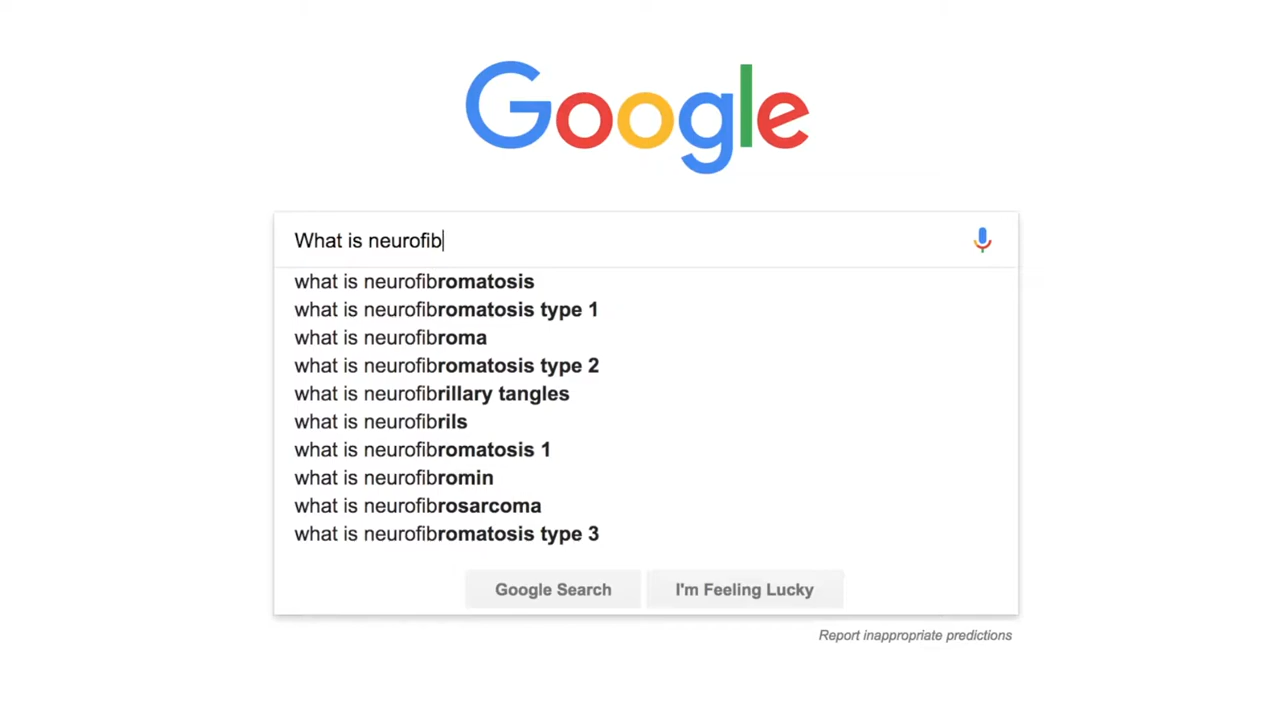 Google
What is neurofib
what is neurofibromatosis
what is neurofibromatosis type 1
what is neurofibroma
what is neurofibromatosis type 2
what is neurofibrillary tangles
what is neurofibrils
what is neurofibromatosis 1
what is neurofibromin
what is neurofibrosarcoma
what is neurofibromatosis type 3
Google Search I'm Feeling Lucky
Report inappropriate predictions